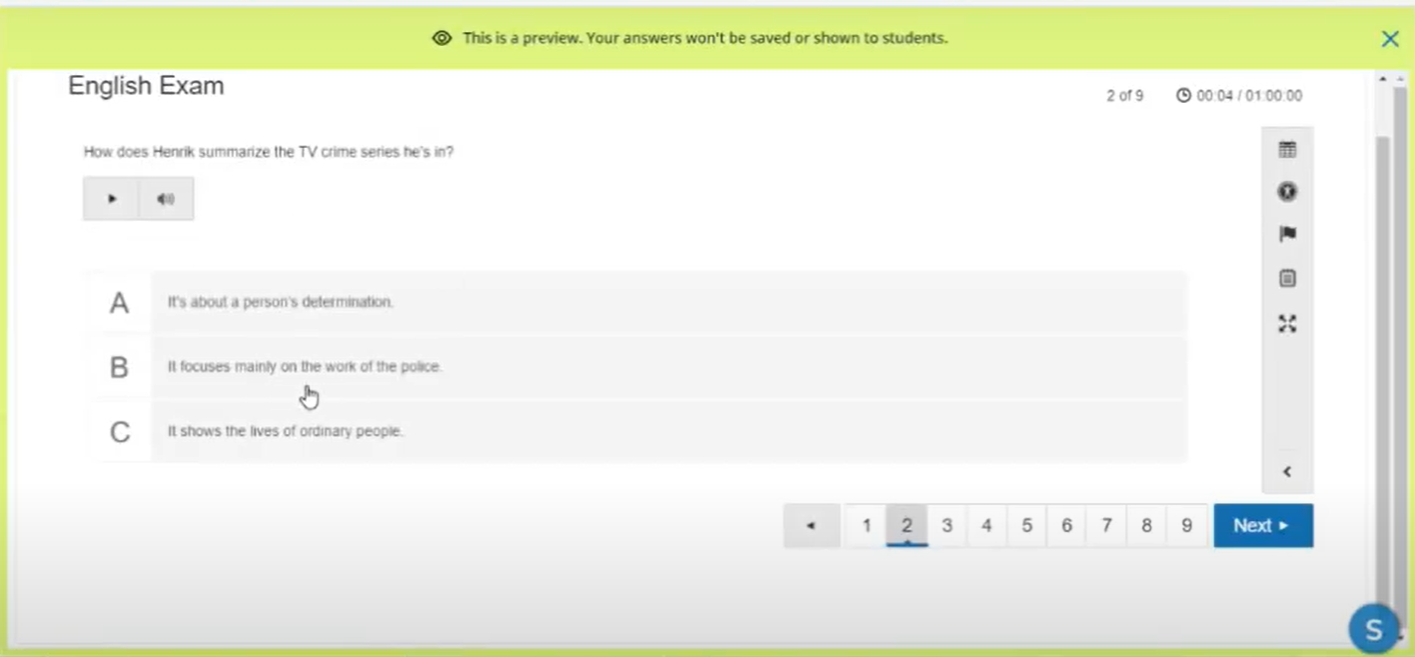 This is a preview. Your answers won't be saved or shown to students.
English Exam
2 of 9 00:04 / 01:00:00
How does Henrik summarize the TV crime series he's in?
A It's about a person's determination.
B It focuses mainly on the work of the police.
C It shows the lives of ordinary people.
1 2 3 4 5 6 7 8 9 Next
S